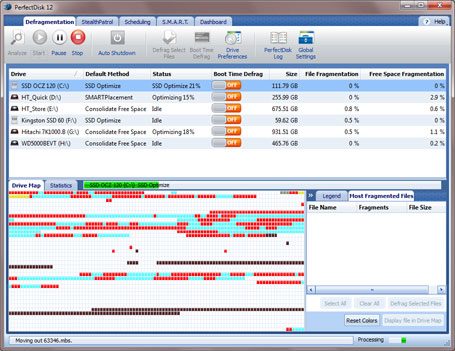 PerfectDisk 12
Defragmentation StealthPatrol Scheduling S.M.A.R.T. Dashboard Help
Analyze Start Pause Stop Auto Shutdown Defrag Select Files Boot Time Defrag Drive Preferences PerfectDisk Log Global Settings
Drive Default Method Status Boot Time Defrag Size File Fragmentation Free Space Fragmentation
SSD OCZ 120 (C:\) SSD Optimize SSD Optimize 21% OFF 111.79 GB 0 % 0 %
HT_Quick (D:\) SMARTPlacement Optimizing 15% OFF 255.99 GB 0 % 2.9 %
HT_Store (E:\) Consolidate Free Space Idle OFF 675.51 GB 0.8 % 0.6 %
Kingston SSD 60 (F:\) SSD Optimize Idle OFF 59.62 GB 0.5 % 0 %
Hitachi 7K1000.B (G:\) Consolidate Free Space Optimizing 18% OFF 931.51 GB 0.5 % 1.1 %
WD5000BEVT (H:\) Consolidate Free Space Idle OFF 465.76 GB 0 % 0.2 %
Drive Map Statistics SSD OCZ 120 (C:\) SSD Optimize
Legend Most Fragmented Files
File Name Fragments File Size
Select All Clear All Defrag Selected Files
Reset Colors Display file in Drive Map
Moving out 63346.mbs. Processing